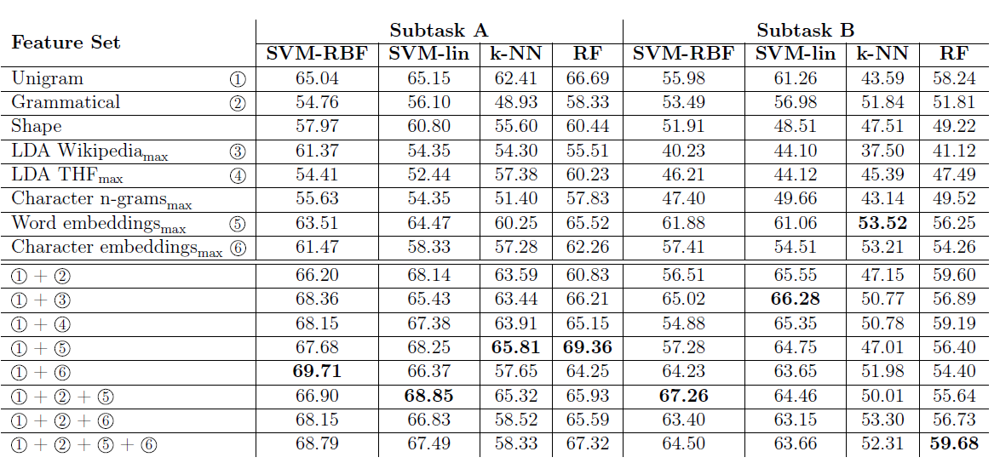 Feature Set Subtask A Subtask B
SVM-RBF SVM-lin k-NN RF SVM-RBF SVM-lin k-NN RF
Unigram ① 65.04 65.15 62.41 66.69 55.98 61.26 43.59 58.24
Grammatical ② 54.76 56.10 48.93 58.33 53.49 56.98 51.84 51.81
Shape 57.97 60.80 55.60 60.44 51.91 48.51 47.51 49.22
LDA Wikipedia max ③ 61.37 54.35 54.30 55.51 40.23 44.10 37.50 41.12
LDA THF max ④ 54.41 52.44 57.38 60.23 46.21 44.12 45.39 47.49
Character n-grams max 55.63 54.35 51.40 57.83 47.40 49.66 43.14 49.52
Word embeddings max ⑤ 63.51 64.47 60.25 65.52 61.88 61.06 53.52 56.25
Character embeddings max ⑥ 61.47 58.33 57.28 62.26 57.41 54.51 53.21 54.26
① + ② 66.20 68.14 63.59 60.83 56.51 65.55 47.15 59.60
① + ③ 68.36 65.43 63.44 66.21 65.02 66.28 50.77 56.89
① + ④ 68.15 67.38 63.91 65.15 54.88 65.35 50.78 59.19
① + ⑤ 67.68 68.25 65.81 69.36 57.28 64.75 47.01 56.40
① + ⑥ 69.71 66.37 57.65 64.25 64.23 63.65 51.98 54.40
① + ② + ⑤ 66.90 68.85 65.32 65.93 67.26 64.46 50.01 55.64
① + ② + ⑥ 68.15 66.83 58.52 65.59 63.40 63.15 53.30 56.73
① + ② + ⑤ + ⑥ 68.79 67.49 58.33 67.32 64.50 63.66 52.31 59.68